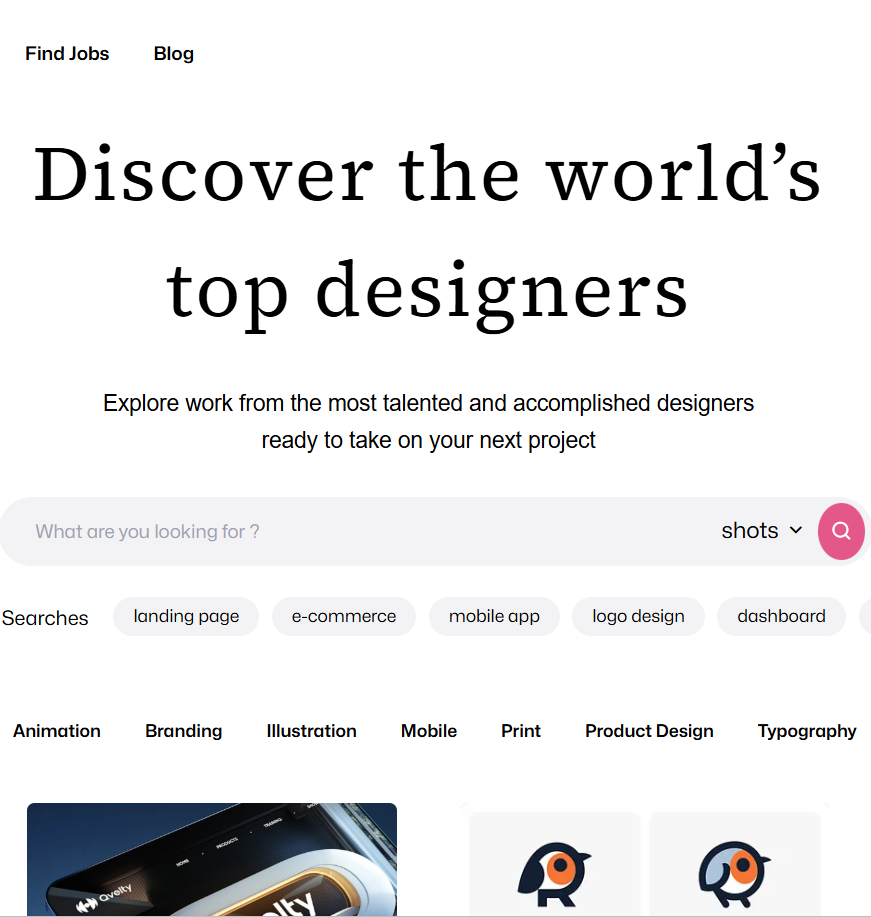 Find Jobs Blog
Discover the world’s
top designers
Explore work from the most talented and accomplished designers
ready to take on your next project
What are you looking for ?
shots
Searches landing page e-commerce mobile app logo design dashboard
Animation Branding Illustration Mobile Print Product Design Typography
HOME PRODUCTS TRAINING
Qvelty
elty